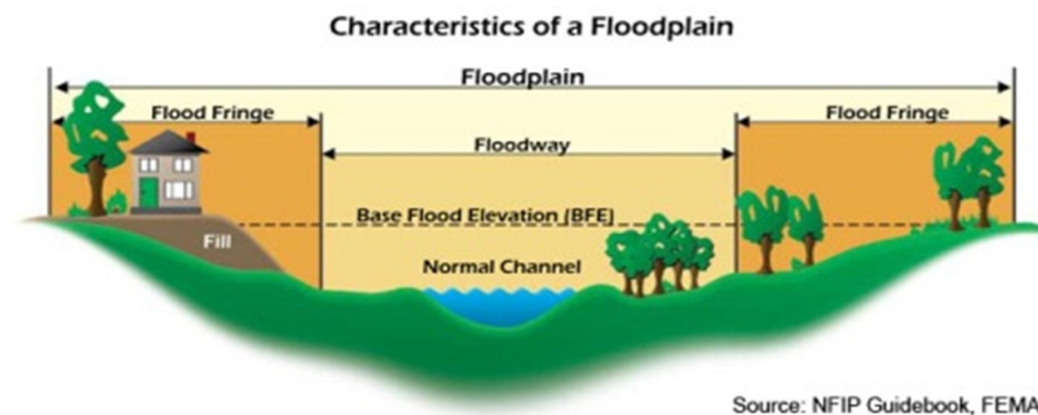 Characteristics of a Floodplain
Floodplain
Flood Fringe
Flood Fringe
Floodway
Base Flood Elevation (BFE)
Fill
Normal Channel
Source: NFIP Guidebook, FEMA